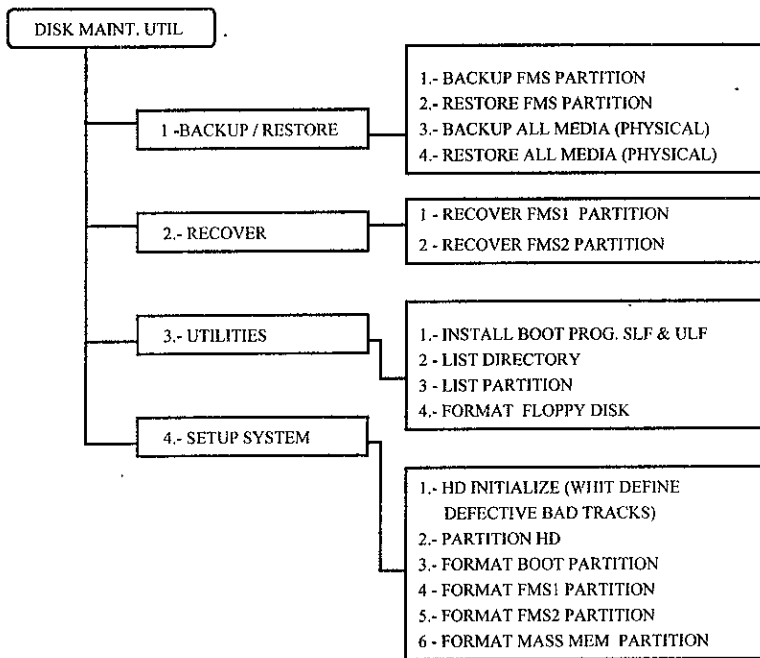 DISK MAINT. UTIL
1 -BACKUP / RESTORE
1.- BACKUP FMS PARTITION
2.- RESTORE FMS PARTITION
3.- BACKUP ALL MEDIA (PHYSICAL)
4.- RESTORE ALL MEDIA (PHYSICAL)
2.- RECOVER
1 - RECOVER FMS1 PARTITION
2 - RECOVER FMS2 PARTITION
3.- UTILITIES
1.- INSTALL BOOT PROG. SLF & ULF
2 - LIST DIRECTORY
3 - LIST PARTITION
4.- FORMAT FLOPPY DISK
4.- SETUP SYSTEM
1.- HD INITIALIZE (WHIT DEFINE
DEFECTIVE BAD TRACKS)
2.- PARTITION HD
3.- FORMAT BOOT PARTITION
4 - FORMAT FMS1 PARTITION
5.- FORMAT FMS2 PARTITION
6 - FORMAT MASS MEM PARTITION